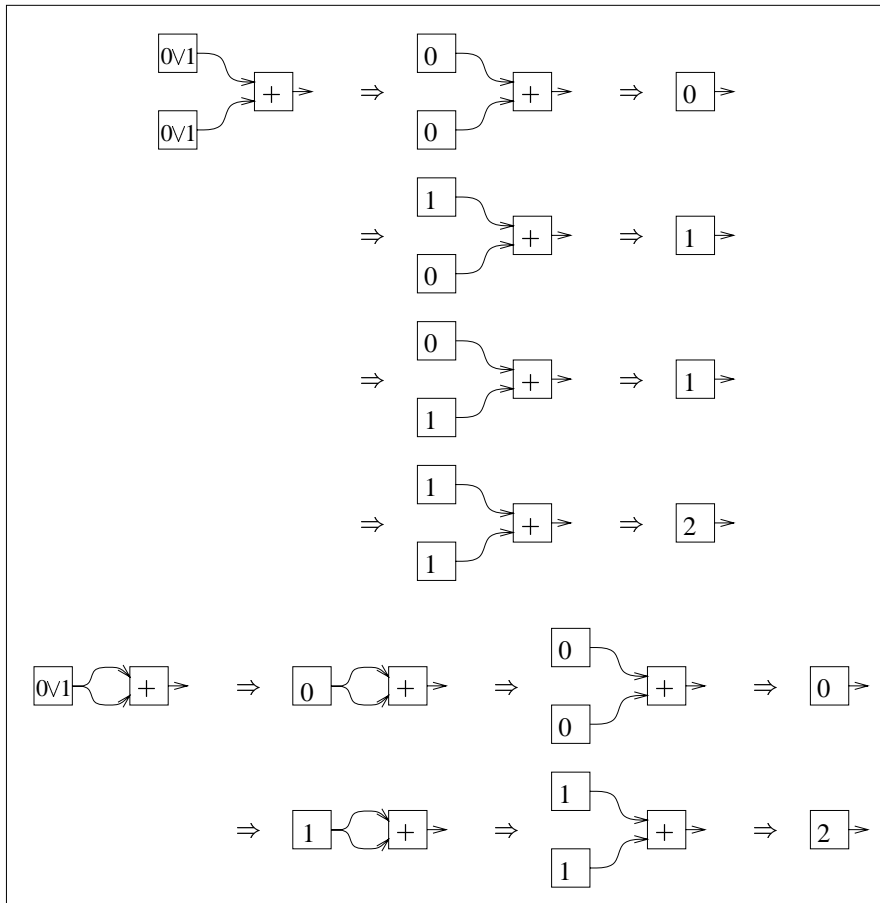 0∨1 0 0
+ ⇒ + ⇒ 0
0∨1 0
1
⇒ + ⇒ 1
0
0
⇒ + ⇒ 1
1
1
⇒ + ⇒ 2
1
0
0∨1 + ⇒ 0 + ⇒ + ⇒ 0
0
1
⇒ 1 + ⇒ + ⇒ 2
1